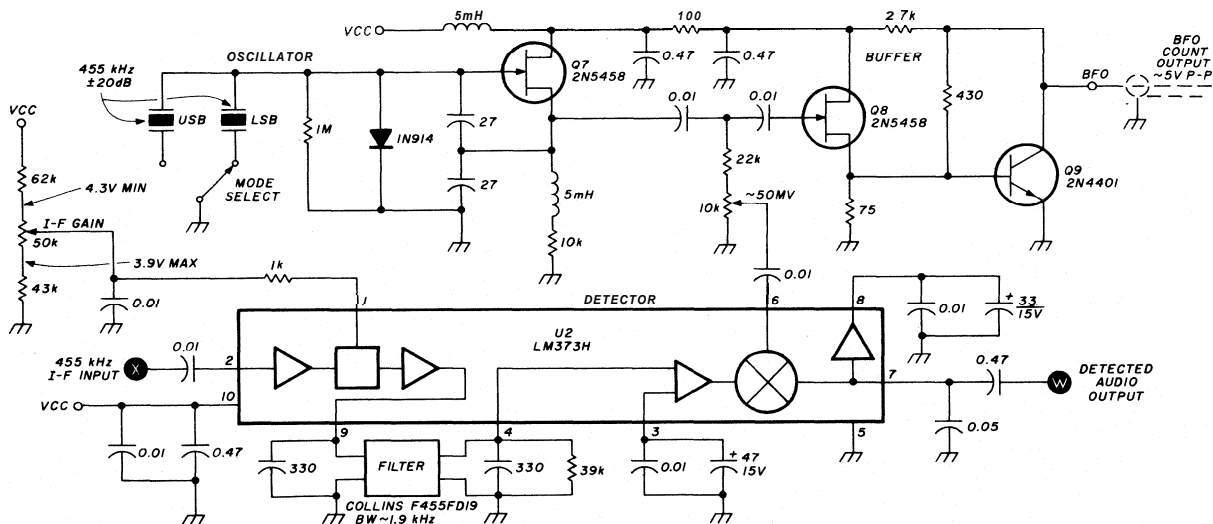 5mH
100
2.7k
VCC
OSCILLATOR
0.47
0.47
BUFFER
BFO
COUNT
OUTPUT
~5V P-P
455 kHz
±20dB
Q7
2N5458
BFO
VCC
USB
LSB
1M
IN914
27
0.01
0.01
430
Q8
2N5458
62k
4.3V MIN
MODE
SELECT
27
22k
Q9
2N4401
I-F GAIN
50k
5mH
10k
~50MV
75
3.9V MAX
1k
10k
43k
0.01
0.01
DETECTOR
1
6
8
0.01
+
33
15V
U2
LM373H
455 kHz
I-F INPUT
X
0.01
2
7
0.47
W
DETECTED
AUDIO
OUTPUT
VCC
10
9
4
3
5
0.05
0.01
0.47
330
FILTER
330
39k
0.01
+
47
15V
COLLINS F455FD19
BW~1.9 kHz